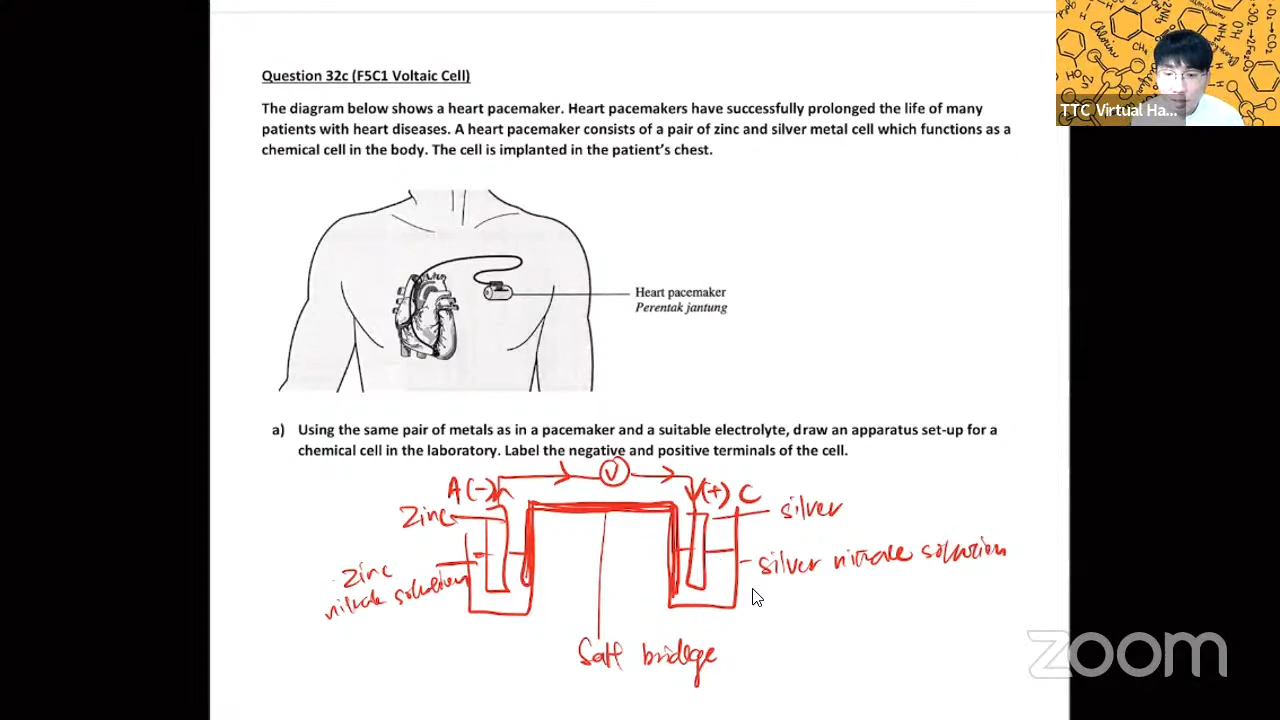 Question 32c (F5C1 Voltaic Cell)
The diagram below shows a heart pacemaker. Heart pacemakers have successfully prolonged the life of many
patients with heart diseases. A heart pacemaker consists of a pair of zinc and silver metal cell which functions as a
chemical cell in the body. The cell is implanted in the patient's chest.
Heart pacemaker
Perentak jantung
a) Using the same pair of metals as in a pacemaker and a suitable electrolyte, draw an apparatus set-up for a
chemical cell in the laboratory. Label the negative and positive terminals of the cell.
V
A (-)
(+) C
Zinc
silver
zinc
nitrate solution
silver nitrate solution
Salt bridge
TTC Virtual Ha...
zoom